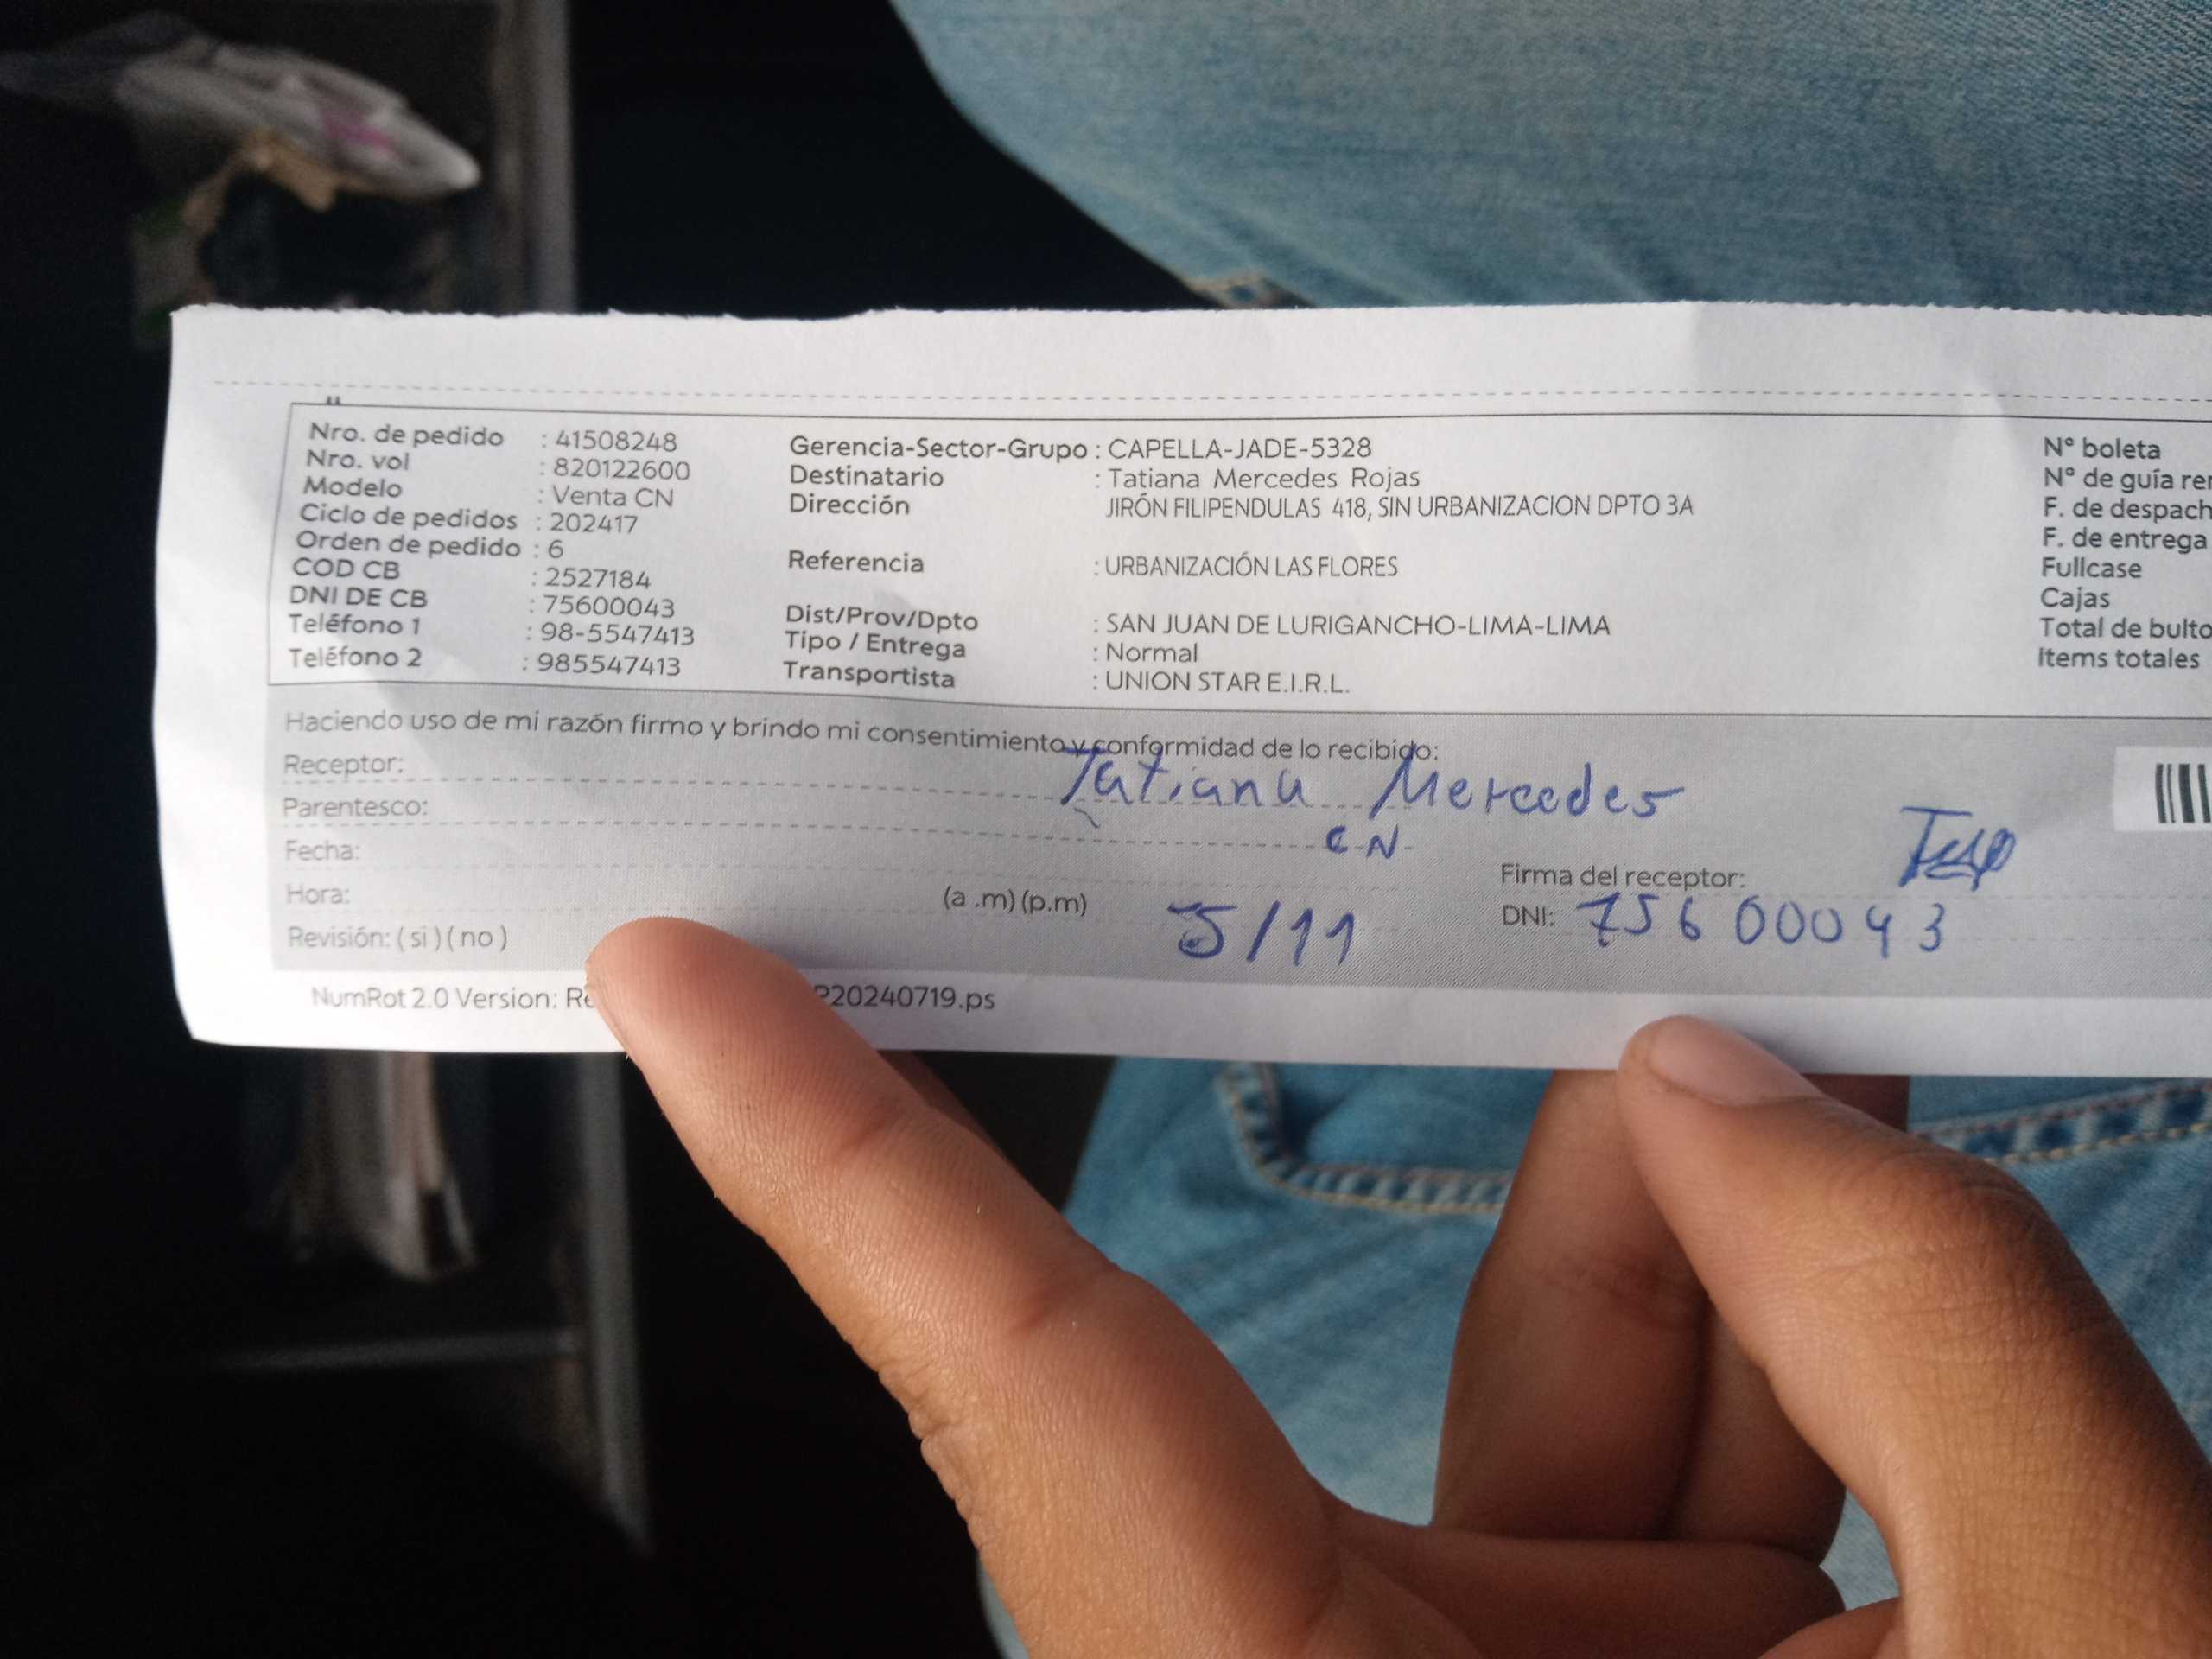 Nro. de pedido : 41508248
Nro. vol : 820122600
Modelo : Venta CN
Ciclo de pedidos : 202417
Orden de pedido : 6
COD CB : 2527184
DNI DE CB : 75600043
Teléfono 1 : 98-5547413
Teléfono 2 : 985547413
Gerencia-Sector-Grupo : CAPELLA-JADE-5328
Destinatario : Tatiana Mercedes Rojas
Dirección JIRÓN FILIPENDULAS 418, SIN URBANIZACION DPTO 3A
Referencia : URBANIZACIÓN LAS FLORES
Dist/Prov/Dpto : SAN JUAN DE LURIGANCHO-LIMA-LIMA
Tipo / Entrega : Normal
Transportista : UNION STAR E.I.R.L.
N° boleta
N° de guía
F. de
F. de entrega
Fullcase
Cajas
Total de
Items totales
Haciendo uso de mi razón firmo y brindo mi consentimiento y conformidad de lo recibido:
Receptor: Tatiana Mercedes
Parentesco: CN
Fecha:
Hora: (a .m) (p.m) 5/11
Revisión: ( si ) ( no )
Firma del receptor:
DNI: 75600043
NumRot 2.0 Version: P20240719.ps